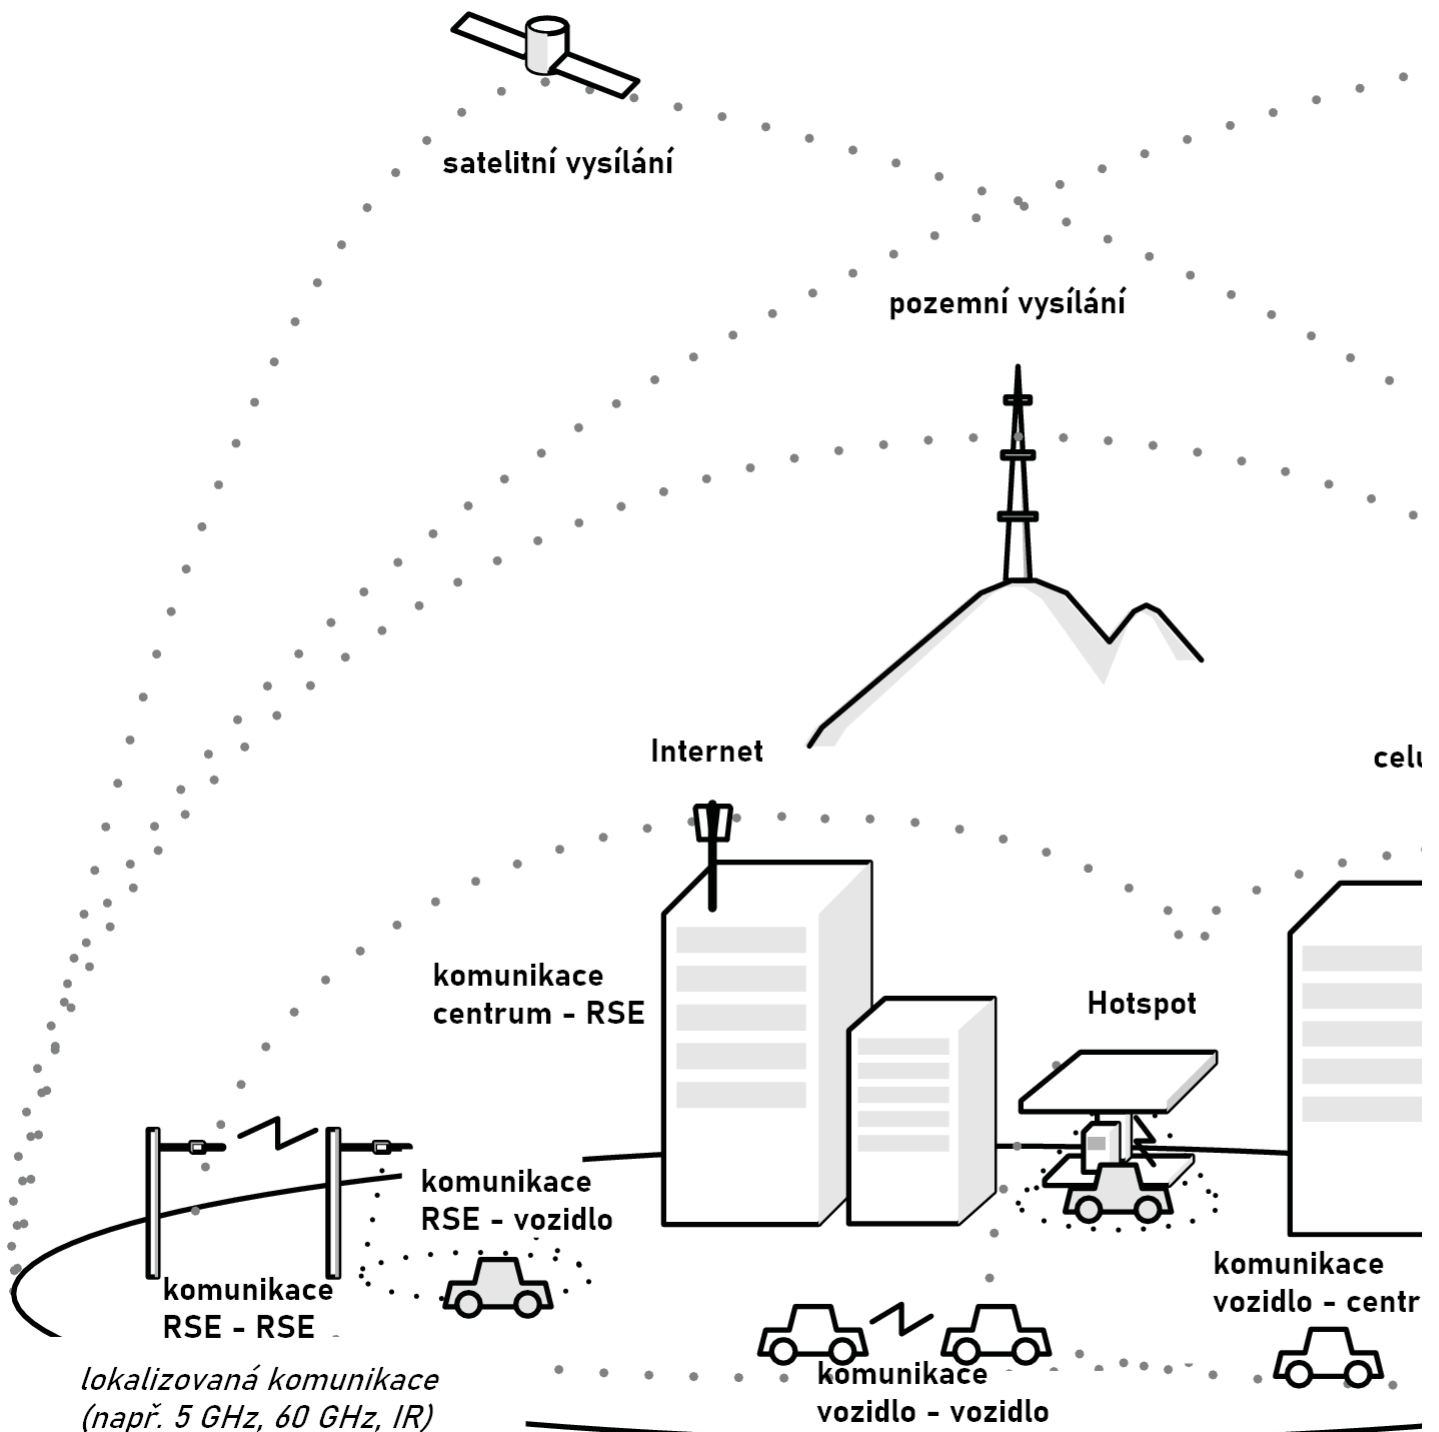 satelitní vysílání
pozemní vysílání
Internet
celu
komunikace
centrum - RSE
Hotspot
komunikace
RSE - vozidlo
komunikace
vozidlo - centr
komunikace
RSE - RSE
komunikace
vozidlo - vozidlo
lokalizovaná komunikace
(např. 5 GHz, 60 GHz, IR)